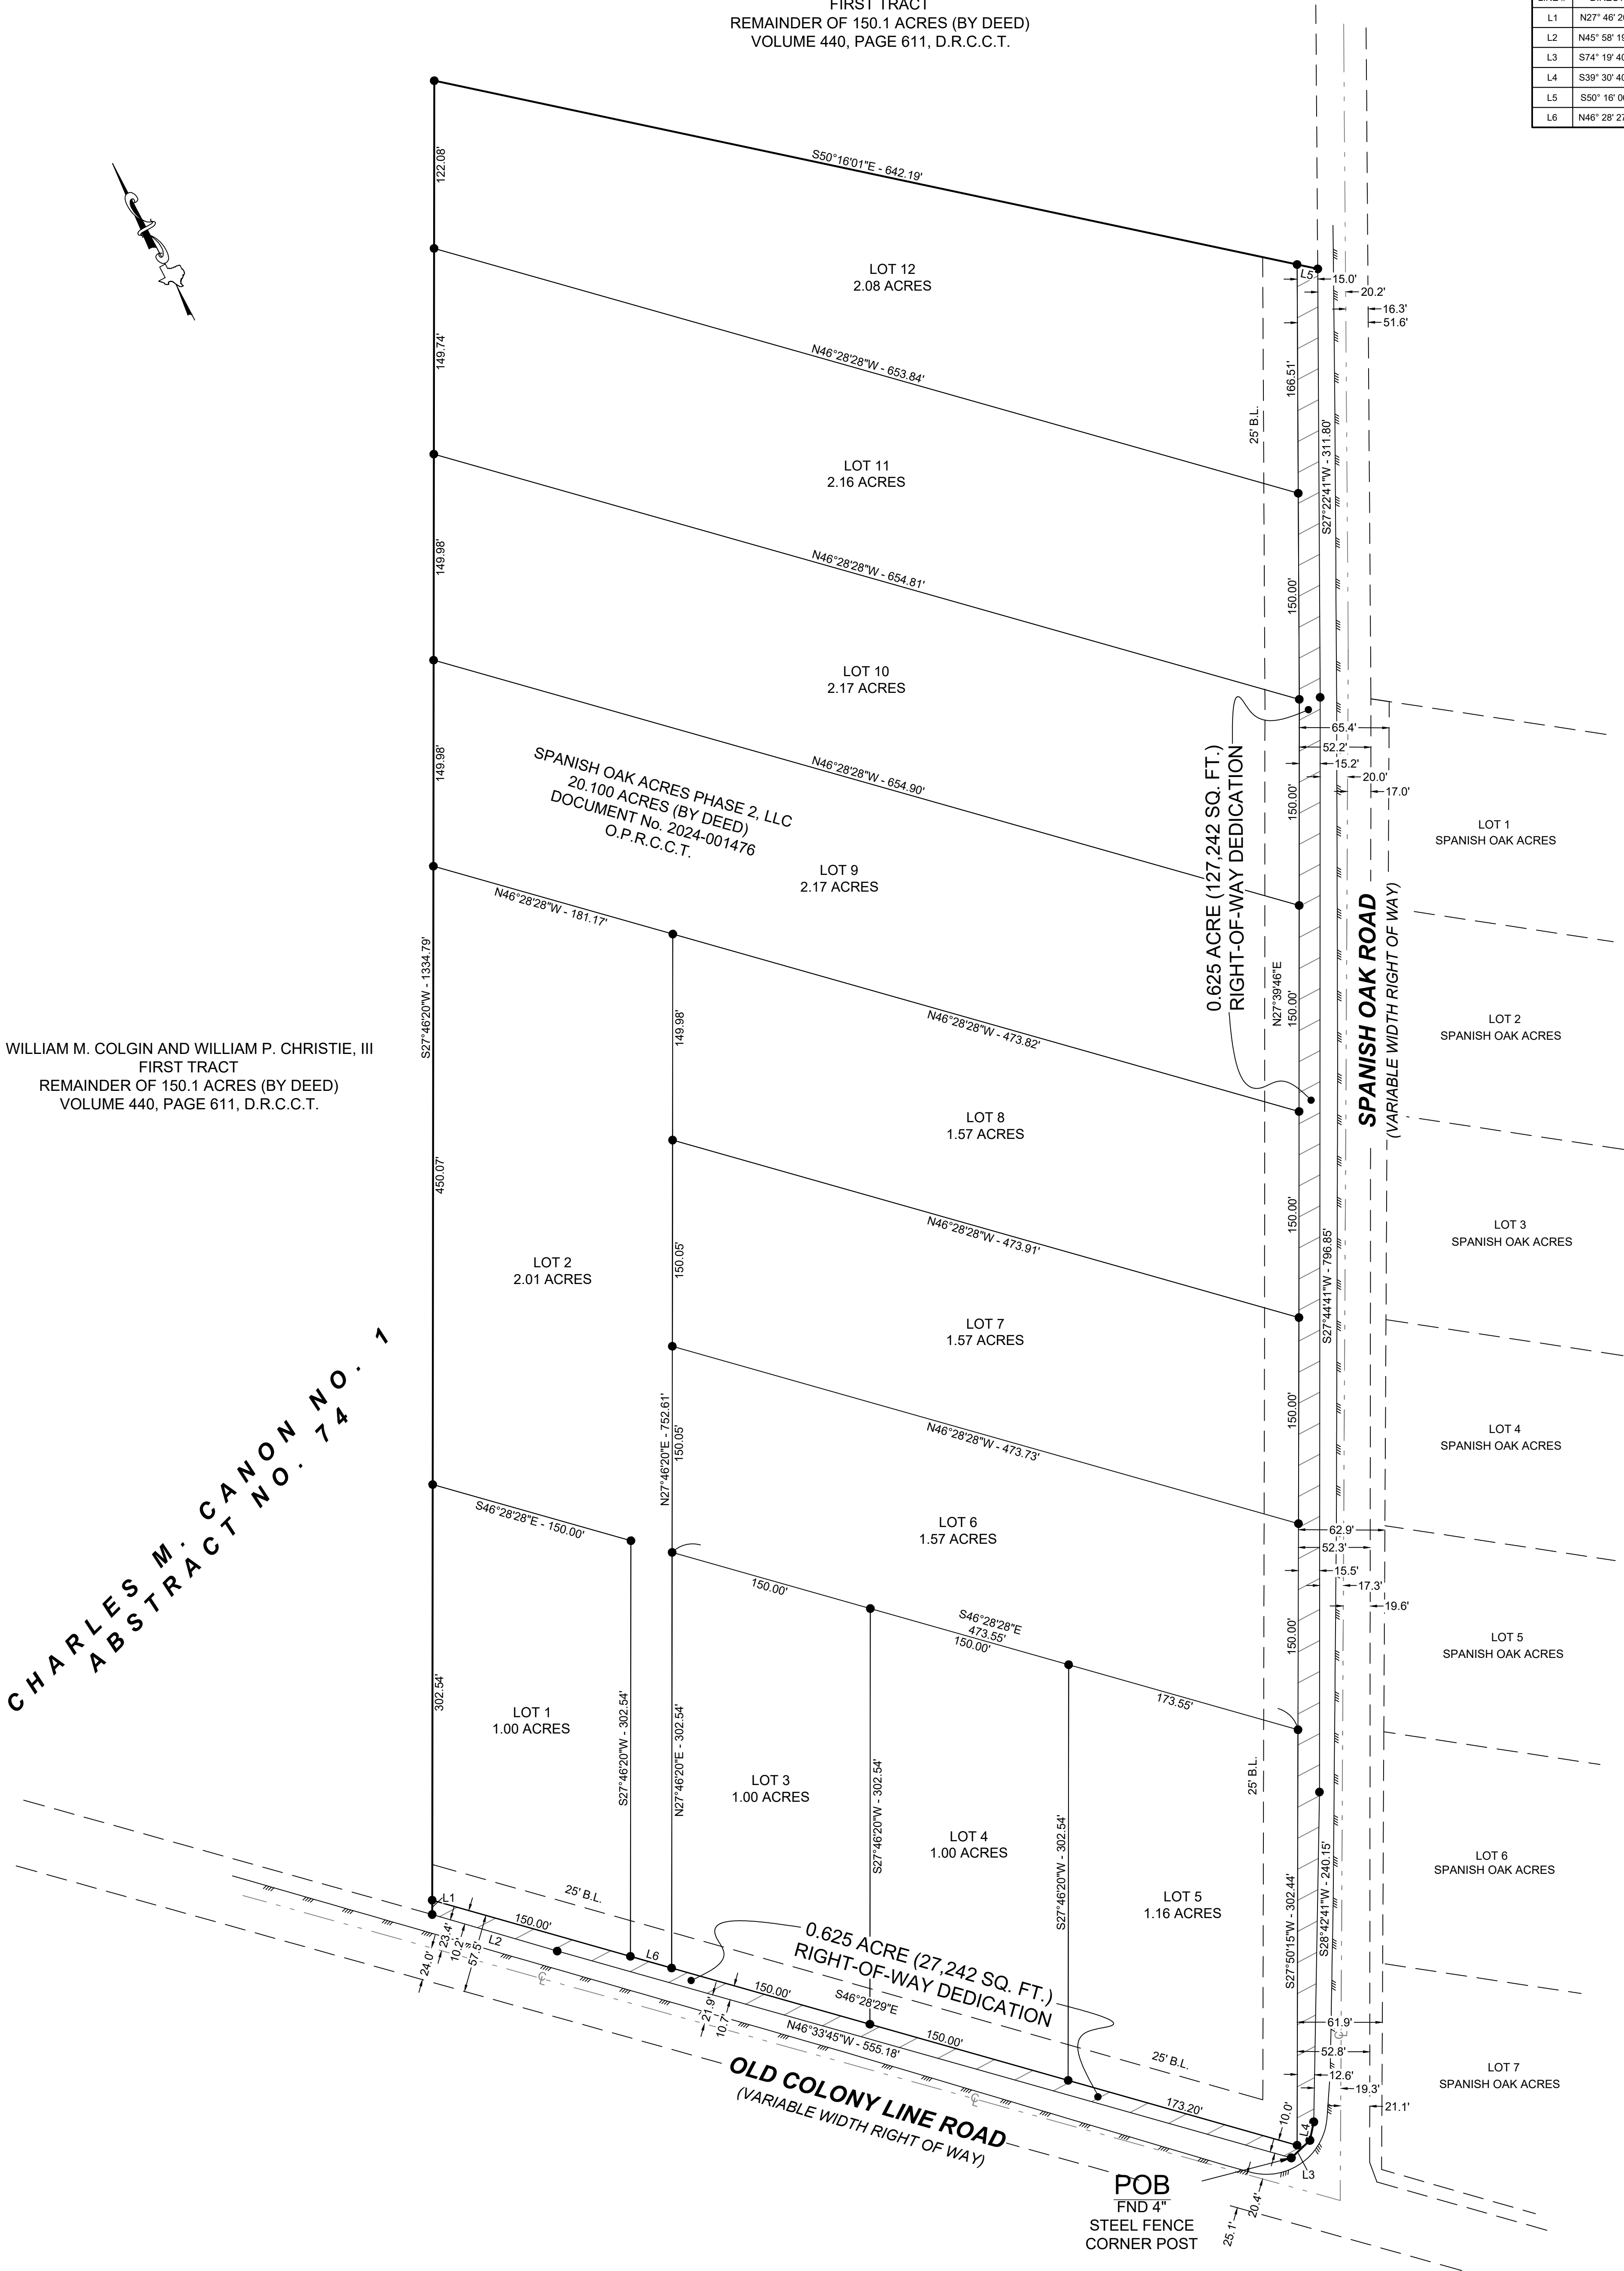 FIRST TRACT
REMAINDER OF 150.1 ACRES (BY DEED)
VOLUME 440, PAGE 611, D.R.C.C.T.
L1 N27° 46'
L2 N45° 58'
L3 S74° 19'
L4 S39° 30'
L5 S50° 16'
L6 N46° 28'
122.08'
S50°16'01"E - 642.19'
LOT 12
2.08 ACRES
L5
15.0'
20.2'
16.3'
51.6'
149.74'
N46°28'28"W - 653.84'
166.51'
25' B.L.
S27°22'41"W - 311.80'
LOT 11
2.16 ACRES
149.98'
N46°28'28"W - 654.81'
150.00'
LOT 10
2.17 ACRES
65.4'
52.2'
15.2'
20.0'
17.0'
149.98'
SPANISH OAK ACRES PHASE 2, LLC
20.100 ACRES (BY DEED)
DOCUMENT No. 2024-001476
O.P.R.C.C.T.
N46°28'28"W - 654.90'
150.00'
0.625 ACRE (127,242 SQ. FT.)
RIGHT-OF-WAY DEDICATION
LOT 1
SPANISH OAK ACRES
LOT 9
2.17 ACRES
N46°28'28"W - 181.17'
S27°46'20"W - 1334.79'
N27°39'46"E
150.00'
SPANISH OAK ROAD
(VARIABLE WIDTH RIGHT OF WAY)
149.98'
N46°28'28"W - 473.82'
LOT 2
SPANISH OAK ACRES
WILLIAM M. COLGIN AND WILLIAM P. CHRISTIE, III
FIRST TRACT
REMAINDER OF 150.1 ACRES (BY DEED)
VOLUME 440, PAGE 611, D.R.C.C.T.
LOT 8
1.57 ACRES
450.07'
150.05'
N46°28'28"W - 473.91'
150.00'
S27°44'41"W - 796.85'
LOT 3
SPANISH OAK ACRES
LOT 2
2.01 ACRES
LOT 7
1.57 ACRES
N27°46'20"E - 752.61'
150.05'
N46°28'28"W - 473.73'
150.00'
LOT 4
SPANISH OAK ACRES
CHARLES M. CANON NO. 1
ABSTRACT NO. 74
S46°28'28"E - 150.00'
LOT 6
1.57 ACRES
62.9'
52.3'
15.5'
17.3'
19.6'
150.00'
S46°28'28"E
473.55'
150.00'
173.55'
150.00'
LOT 5
SPANISH OAK ACRES
302.54'
LOT 1
1.00 ACRES
S27°46'20"W - 302.54'
N27°46'20"E - 302.54'
LOT 3
1.00 ACRES
S27°46'20"W - 302.54'
LOT 4
1.00 ACRES
S27°46'20"W - 302.54'
25' B.L.
LOT 5
1.16 ACRES
S27°50'15"W - 302.44'
S28°42'41"W - 240.15'
LOT 6
SPANISH OAK ACRES
L1
25' B.L.
150.00'
L2
24.0'
23.4'
10.2'
57.5'
L6
0.625 ACRE (27,242 SQ. FT.)
RIGHT-OF-WAY DEDICATION
150.00'
S46°28'29"E
21.9'
10.7'
N46°33'45"W - 555.18'
150.00'
25' B.L.
173.20'
61.9'
52.8'
12.6'
19.3'
21.1'
LOT 7
SPANISH OAK ACRES
OLD COLONY LINE ROAD
(VARIABLE WIDTH RIGHT OF WAY)
10.0'
L4
L3
POB
FND 4"
STEEL FENCE
CORNER POST
20.4'
25.1'